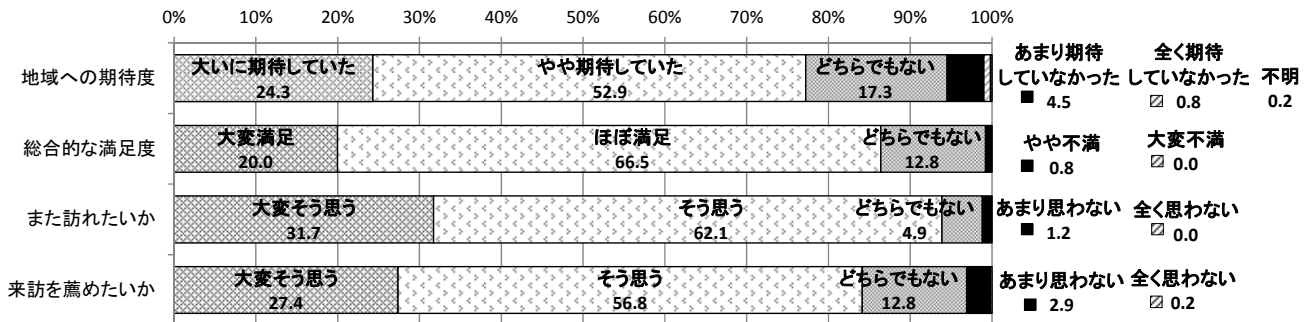 0% 10% 20% 30% 40% 50% 60% 70% 80% 90% 100%
地域への期待度
大いに期待していた
24.3
やや期待していた
52.9
どちらでもない
17.3
あまり期待
していなかった
4.5
全く期待
していなかった
0.8
不明
0.2
総合的な満足度
大変満足
20.0
ほぼ満足
66.5
どちらでもない
12.8
やや不満
0.8
大変不満
0.0
また訪れたいか
大変そう思う
31.7
そう思う
62.1
どちらでもない
4.9
あまり思わない
1.2
全く思わない
0.0
来訪を薦めたいか
大変そう思う
27.4
そう思う
56.8
どちらでもない
12.8
あまり思わない
2.9
全く思わない
0.2